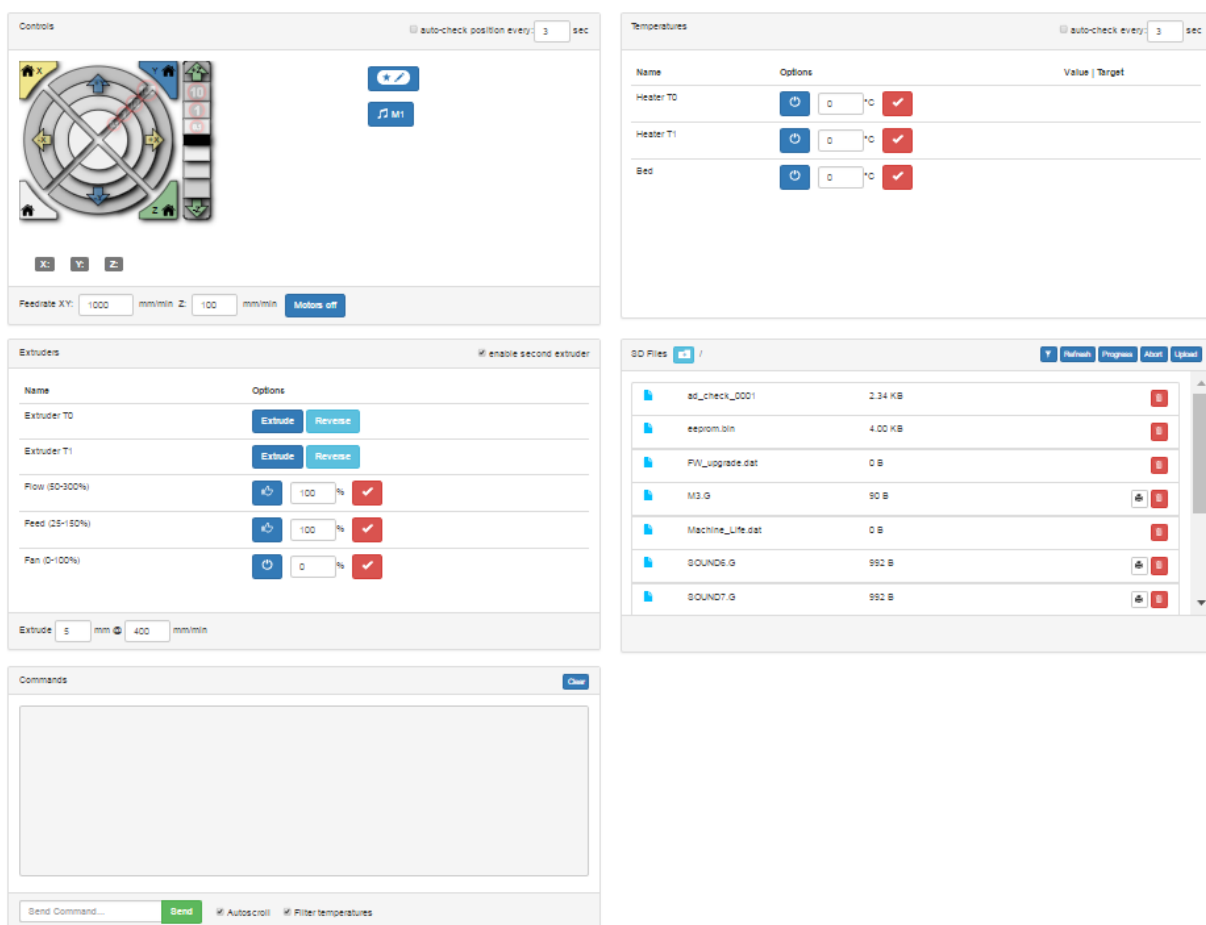 Controls
auto-check position every: 3 sec
X
Y
10
1
-X
+X
Z
M1
X: Y: Z:
Feedrate XY: 1000 mm/min Z: 100 mm/min Motors off
Temperatures
auto-check every: 3 sec
Name Options Value | Target
Heater T0 0 °C
Heater T1 0 °C
Bed 0 °C
Extruders
enable second extruder
Name Options
Extruder T0 Extrude Reverse
Extruder T1 Extrude Reverse
Flow (50-300%) 100 %
Feed (25-150%) 100 %
Fan (0-100%) 0 %
Extrude 5 mm @ 400 mm/min
SD Files / Refresh Progress Abort Upload
ad_check_0001 2.34 KB
eeprom.bin 4.00 KB
FW_upgrade.dat 0 B
M3.G 90 B
Machine_Life.dat 0 B
SOUND6.G 992 B
SOUND7.G 992 B
Commands Clear
Send Command... Send Autoscroll Filter temperatures